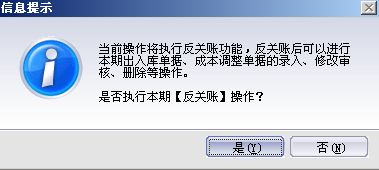 信息提示
当前操作将执行反关账功能，反关账后可以进行
本期出入库单据、成本调整单据的录入、修改审
核、删除等操作。
是否执行本期【反关账】操作？
是(Y)
否(N)